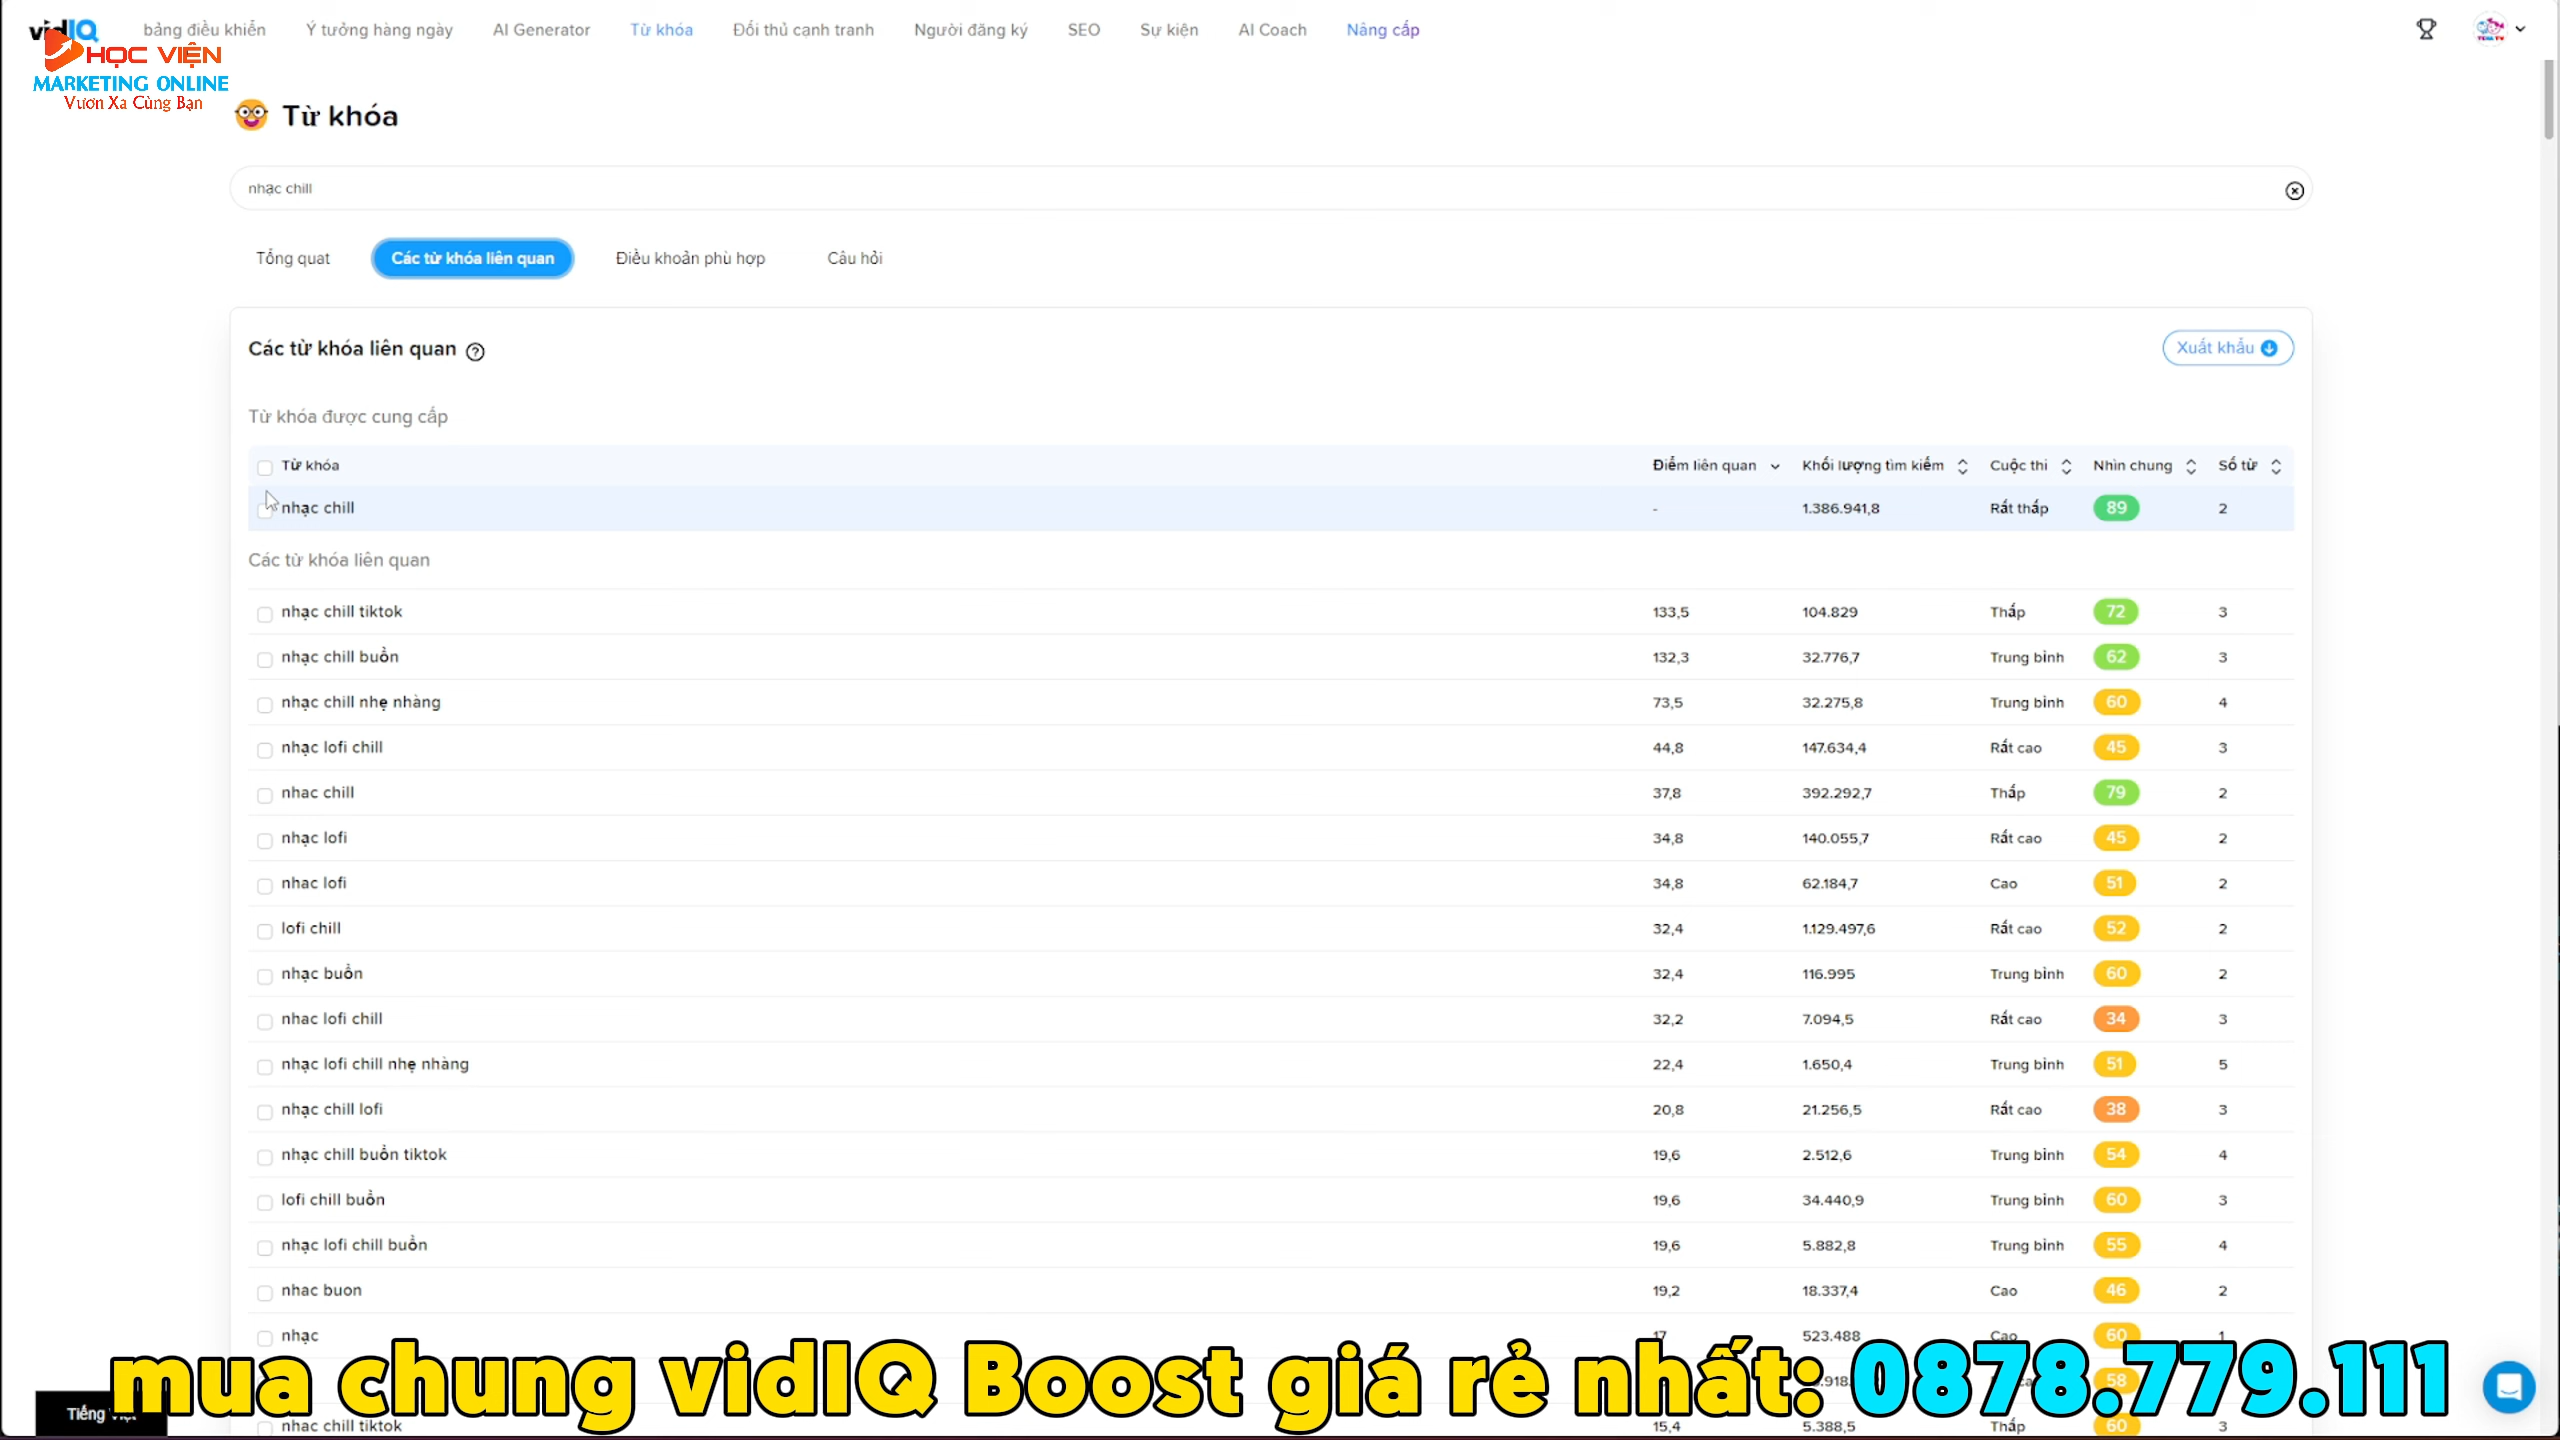 vidIQ
bảng điều khiển Ý tưởng hàng ngày AI Generator Từ khóa Đối thủ cạnh tranh Người đăng ký SEO Sự kiện AI Coach Nâng cấp
HỌC VIỆN
MARKETING ONLINE
Vươn Xa Cùng Bạn
Từ khóa
nhạc chill
Tổng quat Các từ khóa liên quan Điều khoản phù hợp Câu hỏi
Các từ khóa liên quan
Xuất khẩu
Từ khóa được cung cấp
Từ khóa Điểm liên quan Khối lượng tìm kiếm Cuộc thi Nhìn chung Số từ
nhạc chill - 1.386.941,8 Rất thấp 89 2
Các từ khóa liên quan
nhạc chill tiktok 133,5 104.829 Thấp 72 3
nhạc chill buồn 132,3 32.776,7 Trung bình 62 3
nhạc chill nhẹ nhàng 73,5 32.275,8 Trung bình 60 4
nhạc lofi chill 44,8 147.634,4 Rất cao 45 3
nhac chill 37,8 392.292,7 Thấp 79 2
nhạc lofi 34,8 140.055,7 Rất cao 45 2
nhac lofi 34,8 62.184,7 Cao 51 2
lofi chill 32,4 1.129.497,6 Rất cao 52 2
nhạc buồn 32,4 116.995 Trung bình 60 2
nhac lofi chill 32,2 7.094,5 Rất cao 34 3
nhạc lofi chill nhẹ nhàng 22,4 1.650,4 Trung bình 51 5
nhạc chill lofi 20,8 21.256,5 Rất cao 38 3
nhạc chill buồn tiktok 19,6 2.512,6 Trung bình 54 4
lofi chill buồn 19,6 34.440,9 Trung bình 60 3
nhạc lofi chill buồn 19,6 5.882,8 Trung bình 55 4
nhac buon 19,2 18.337,4 Cao 46 2
nhạc 17 523.488 Cao 60 1
mua chung vidIQ Boost giá rẻ nhất: 0878.779.111
58
Tiếng Việt
nhac chill tiktok 15,4 5.388,5 Thấp 60 3